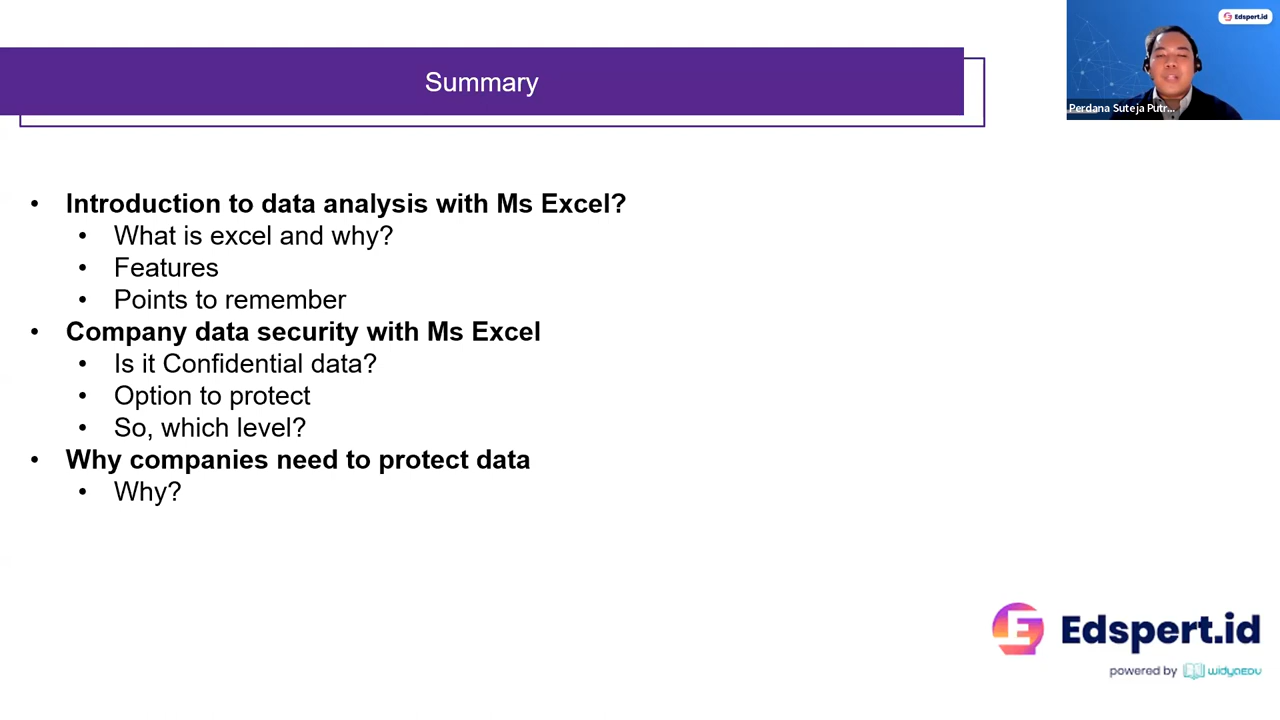 Summary
Edspert.id
Perdana Suteja Putr...
• Introduction to data analysis with Ms Excel?
• What is excel and why?
• Features
• Points to remember
• Company data security with Ms Excel
• Is it Confidential data?
• Option to protect
• So, which level?
• Why companies need to protect data
• Why?
Edspert.id
powered by WIDYAEDU